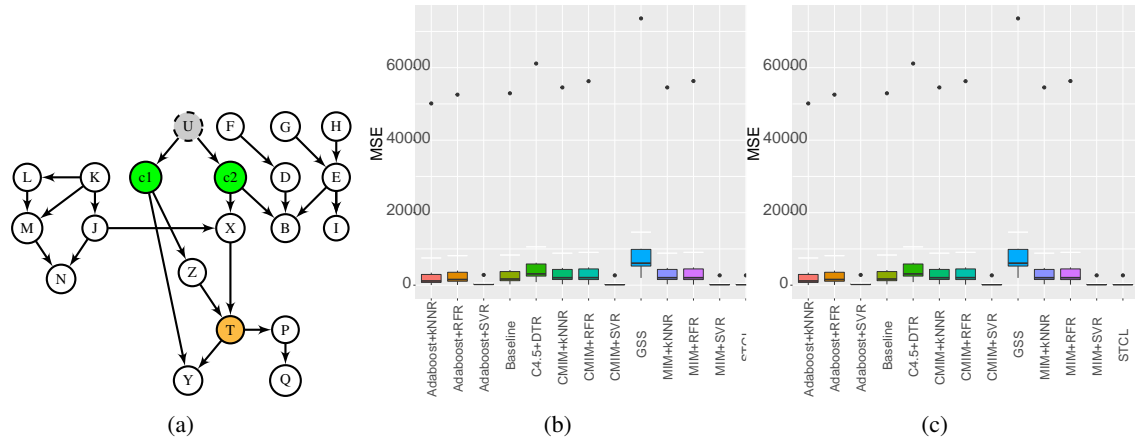 U F G H
L K c1 c2 D E
M J X B I
N Z
T P
Y Q
(a)
MSE
60000
40000
20000
0
Adaboost+kNNR
Adaboost+RFR
Adaboost+SVR
Baseline
C4.5+DTR
CMIM+kNNR
CMIM+RFR
CMIM+SVR
GSS
MIM+kNNR
MIM+RFR
MIM+SVR
(b)
MSE
60000
40000
20000
0
Adaboost+kNNR
Adaboost+RFR
Adaboost+SVR
Baseline
C4.5+DTR
CMIM+kNNR
CMIM+RFR
CMIM+SVR
GSS
MIM+kNNR
MIM+RFR
MIM+SVR
STCL
(c)